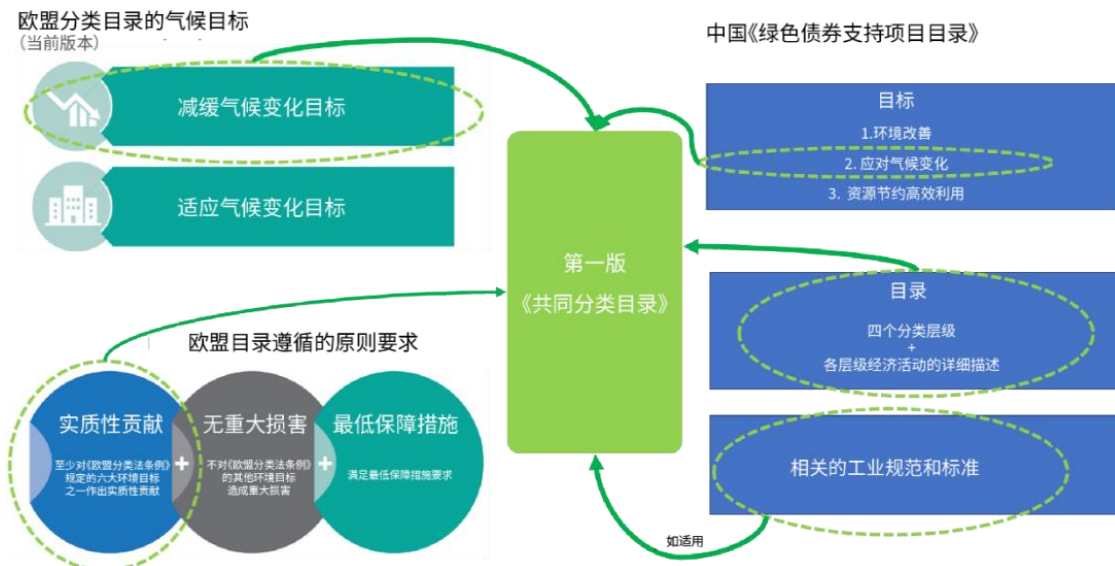 欧盟分类目录的气候目标
（当前版本）
减缓气候变化目标
适应气候变化目标
欧盟目录遵循的原则要求
实质性贡献
至少对《欧盟分类法条例》
规定的六大环境目标
之一作出实质性贡献
+
无重大损害
不对《欧盟分类法条例》
的其他环境目标
造成重大损害
+
最低保障措施
满足最低保障措施要求
第一版
《共同分类目录》
中国《绿色债券支持项目目录》
目标
1.环境改善
2. 应对气候变化
3. 资源节约高效利用
目录
四个分类层级
+
各层级经济活动的详细描述
相关的工业规范和标准
如适用